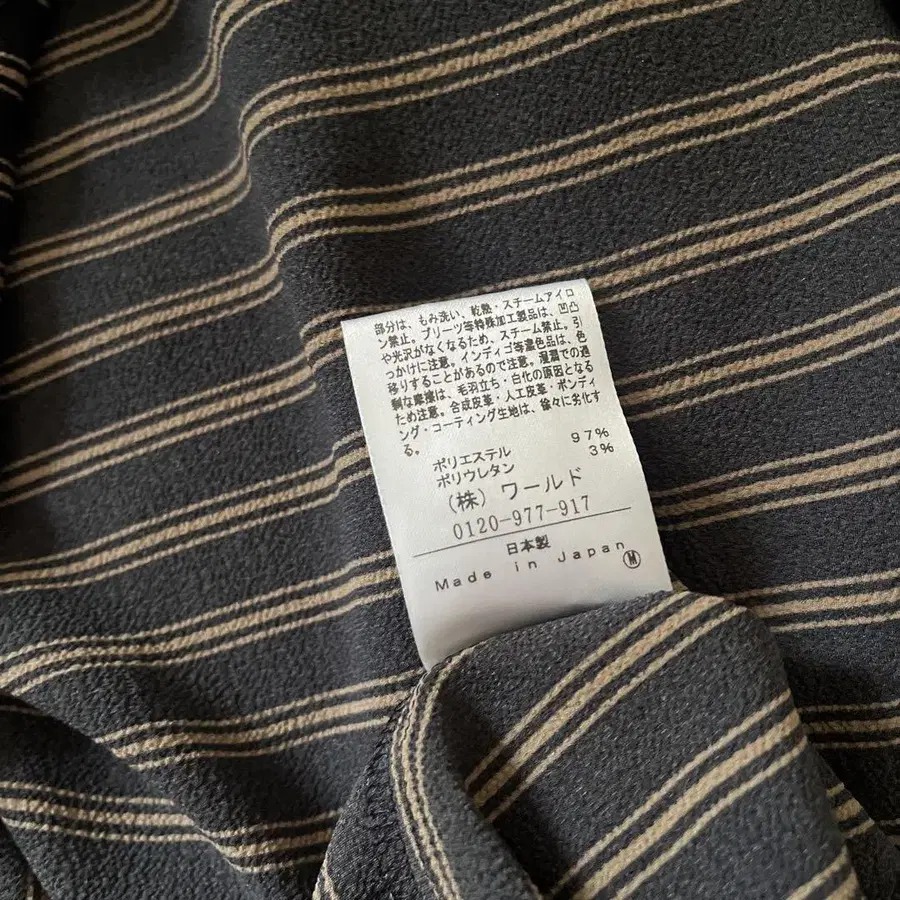 部分は、もみ洗い、乾熱・スチームアイロ
ン禁止。プリーツ等特殊加工製品は、凹凸
や光沢がなくなるため、スチーム禁止。引
っかけに注意。インディゴ等濃色品は、色
移りすることがあるので注意。湿潤での過
剰な摩擦は、毛羽立ち・白化の原因となる
ため注意。合成皮革・人工皮革・ボンディ
ング・コーティング生地は、徐々に劣化す
る。
ポリエステル 97%
ポリウレタン 3%
(株) ワールド
0120-977-917
日本製
Made in Japan
M